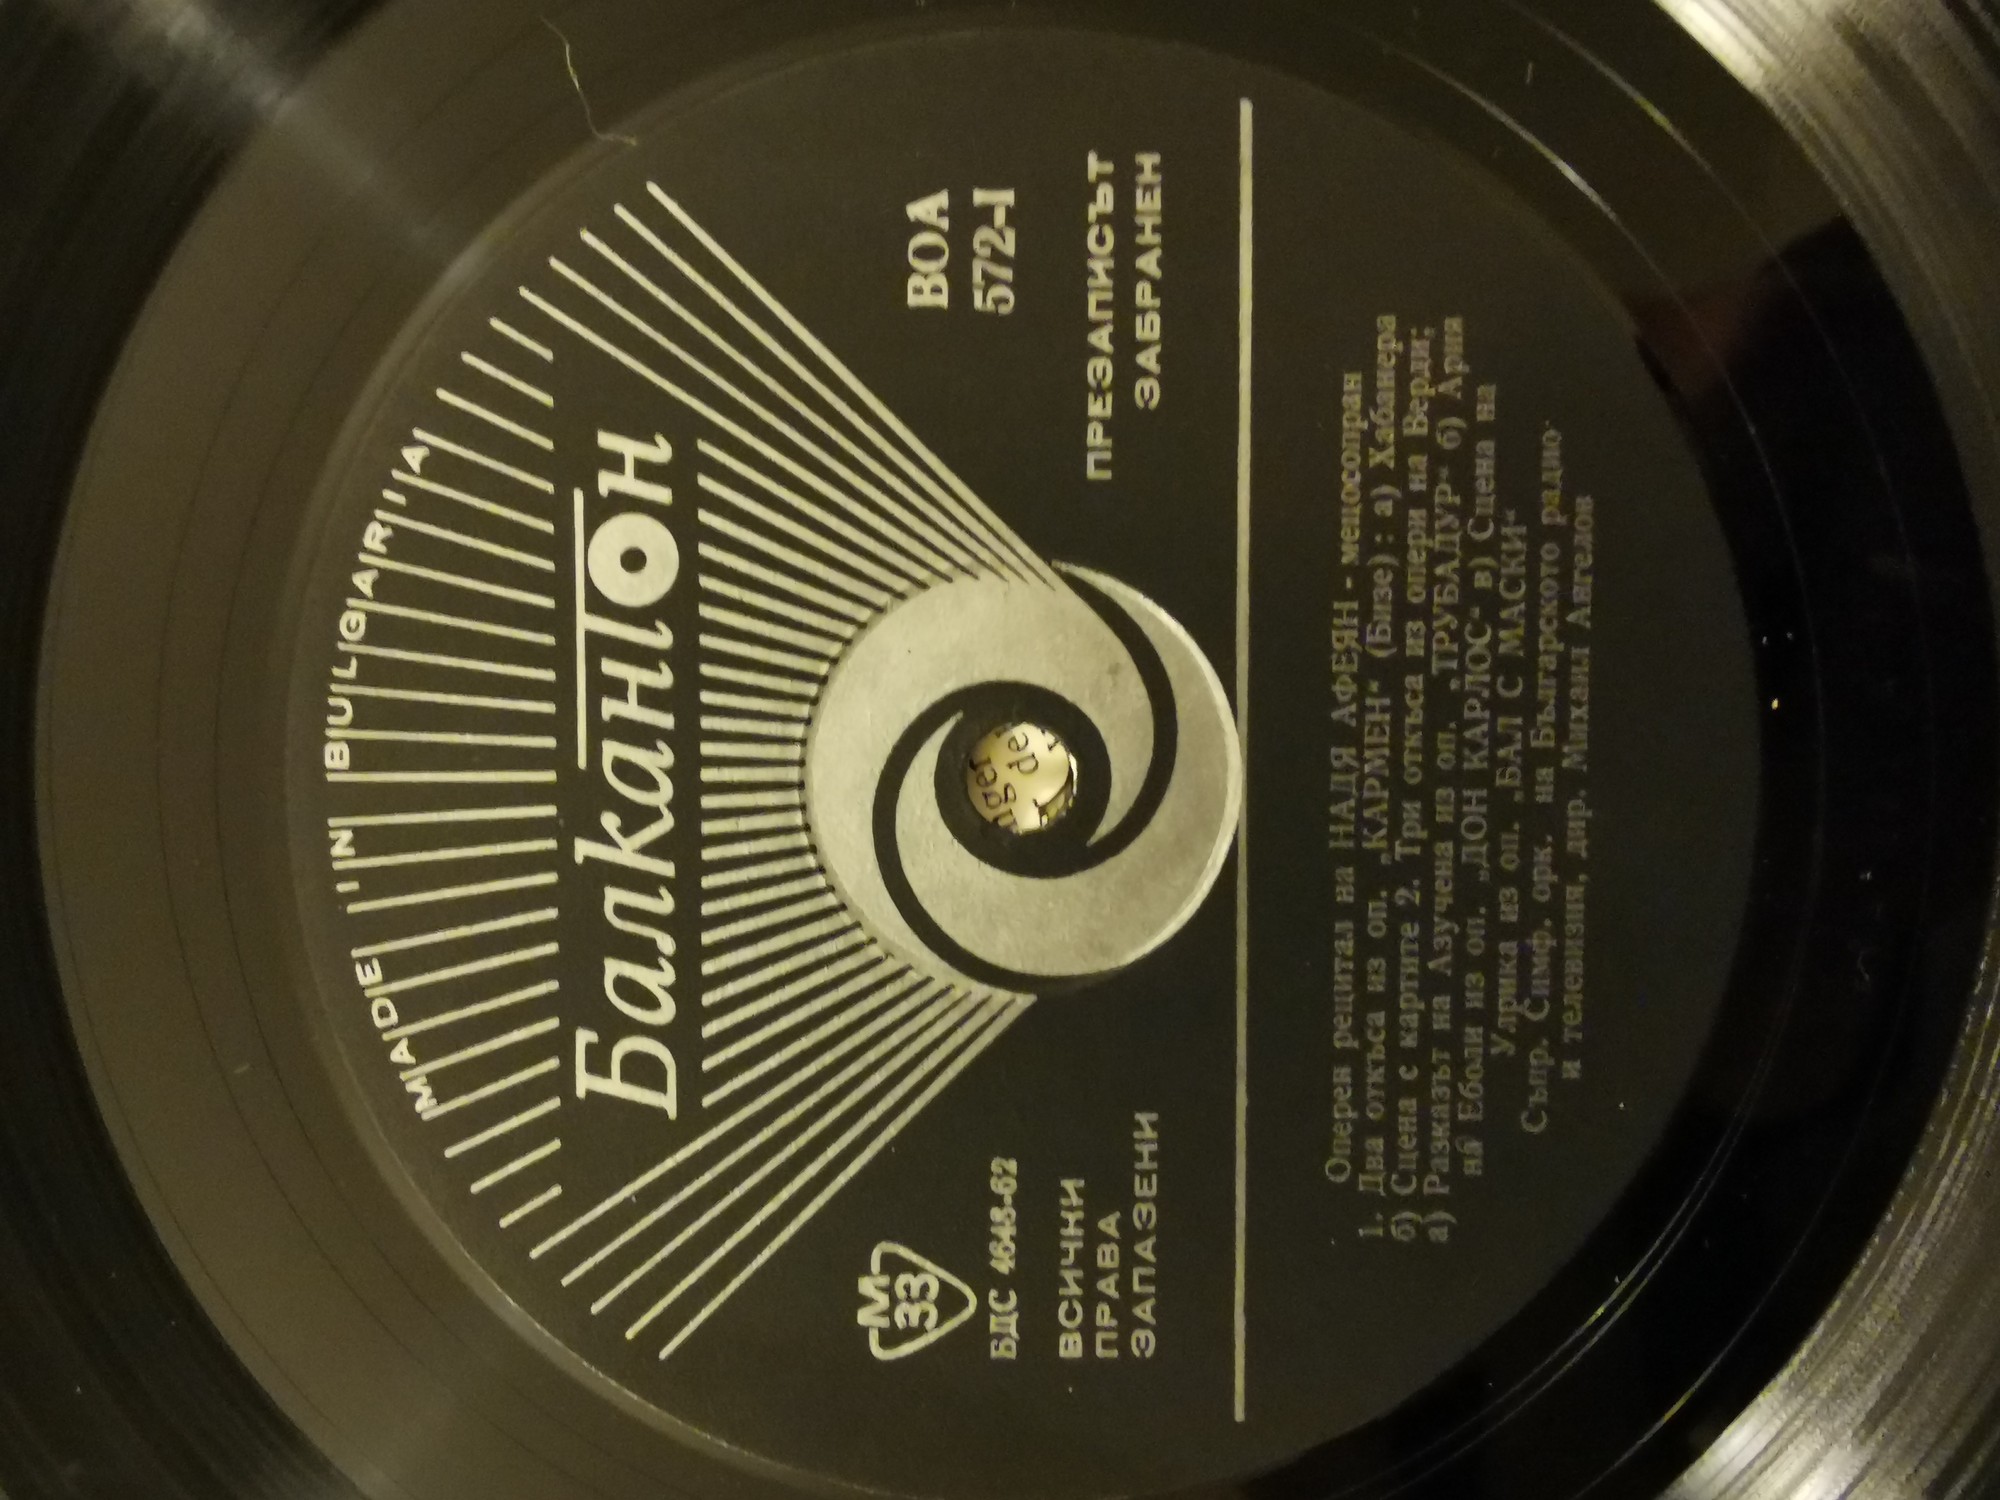 MADE IN BULGARIA
Балкантон
М
33
БДС 4648-62
ВСИЧКИ
ПРАВА
ЗАПАЗЕНИ
ВОА
572-I
ПРЕЗАПИСЪТ
ЗАБРАНЕН
nger
ng de
Оперен рецитал на НАДЯ АФЕЯН - мецосопран
1. Два откъса из оп. „КАРМЕН“ (Бизе) : а) Хабанера
б) Сцена с картите 2. Три откъса из опери на Верди;
а) Разказът на Азучена из оп. „ТРУБАДУР“ б) Ария
на Еболи из оп. „ДОН КАРЛОС“ в) Сцена на
Улрика из оп. „БАЛ С МАСКИ“
Съпр. Симф. орк. на Българското радио
и телевизия, дир. Михаил Ангелов